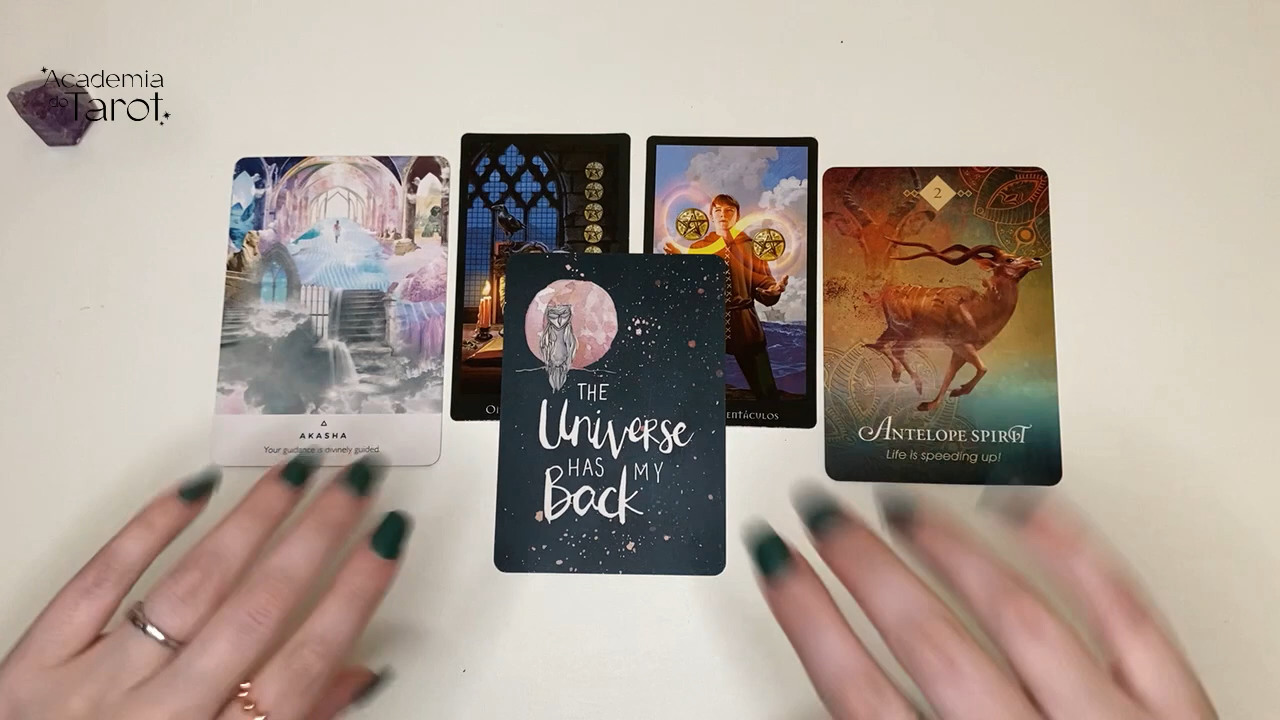 Academia
do Tarot
AKASHA
Your guidance is divinely guided.
2
ANTELOPE SPIRIT
Life is speeding up!
THE
Universe
HAS MY
Back